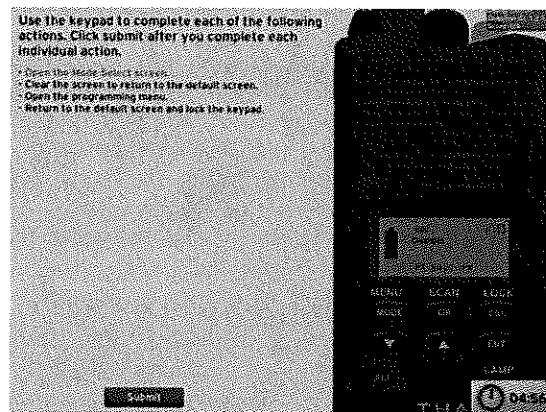 Use the keypad to complete each of the following
actions. Click submit after you complete each
individual action.
• Open the Mode Select screen.
• Clear the screen to return to the default screen.
• Open the programming menu.
• Return to the default screen and lock the keypad.
MENU SCAN LOCK
MODE GR
ENT
LAMP
Submit
04:56